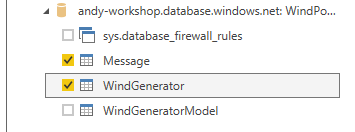 andy-workshop.database.windows.net: WindPo...
sys.database_firewall_rules
Message
WindGenerator
WindGeneratorModel